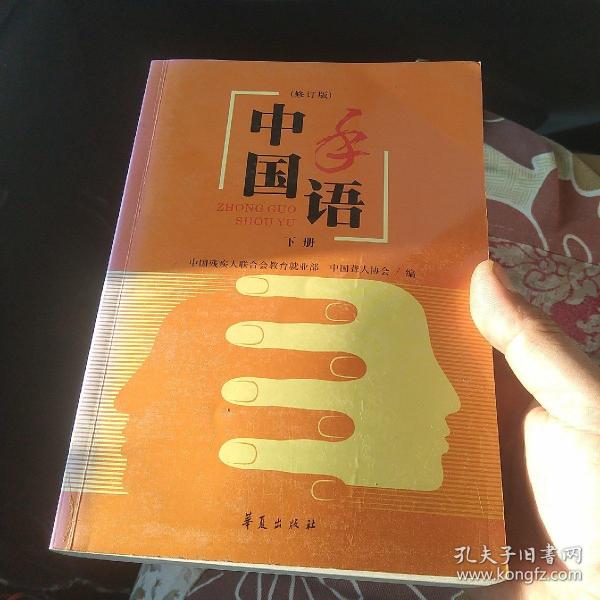 (修订版)
中国手语
ZHONG GUO
SHOU YU
下册
中国残疾人联合会教育就业部 中国聋人协会/编
華夏出版社
孔夫子旧书网
www.kongfz.com